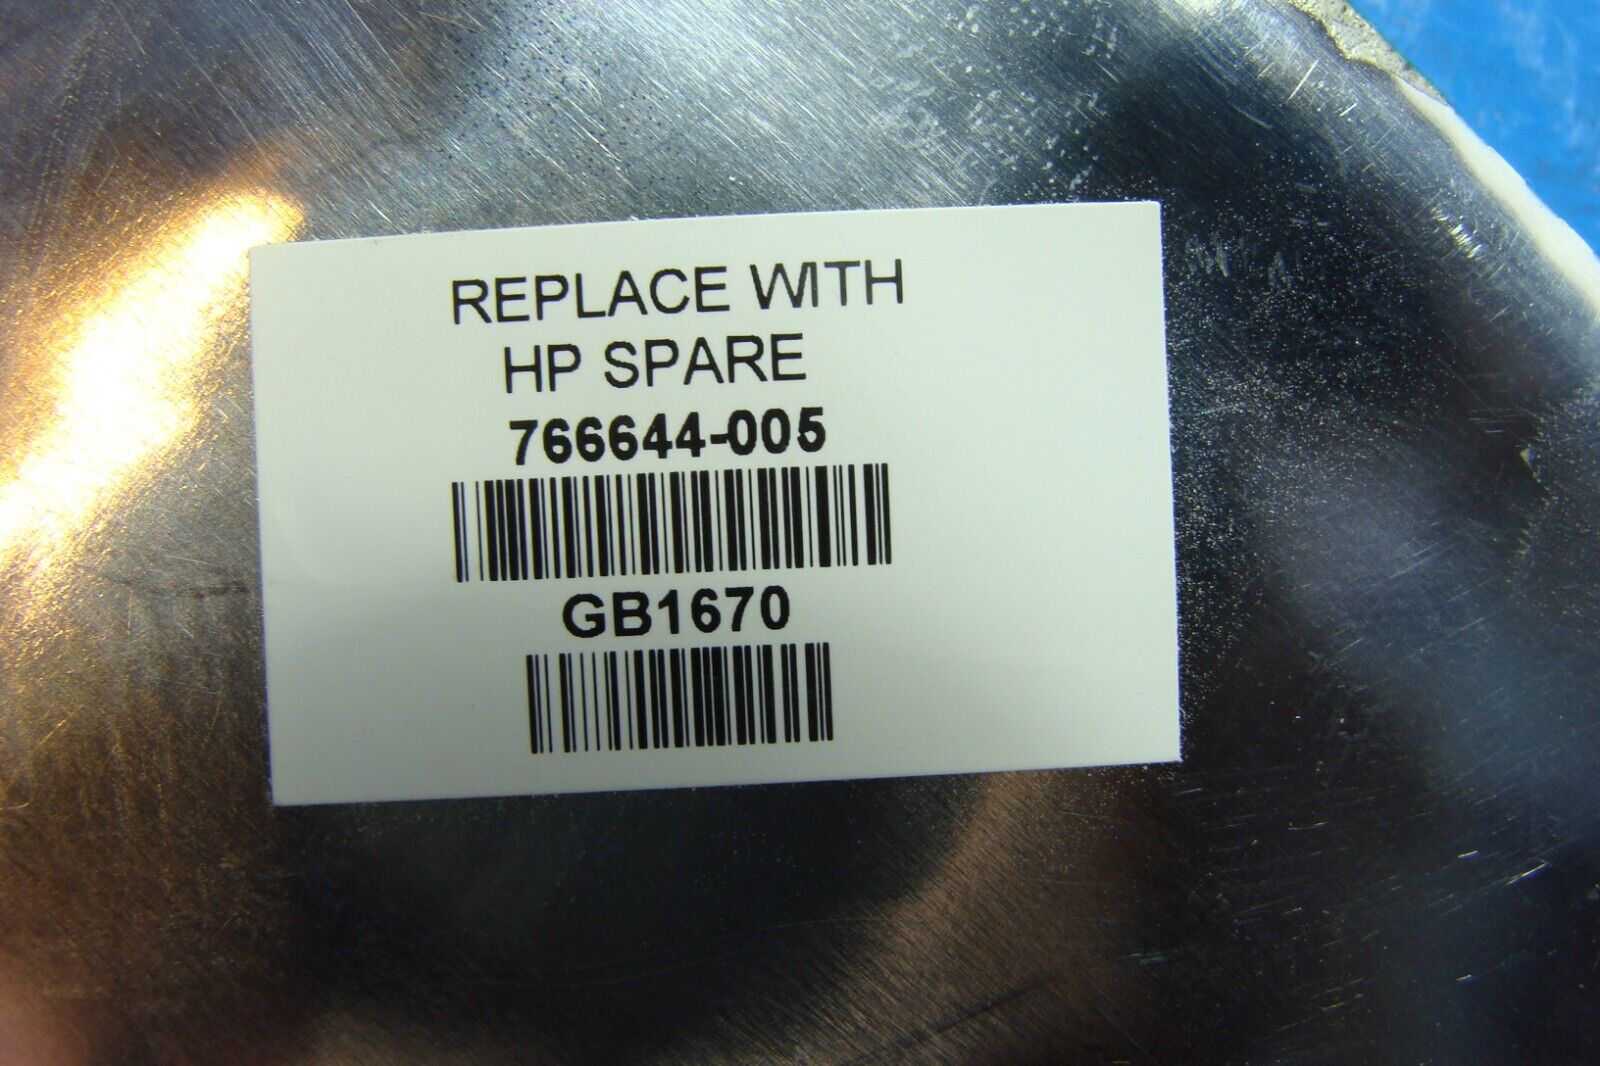 REPLACE WITH
HP SPARE
766644-005
GB1670